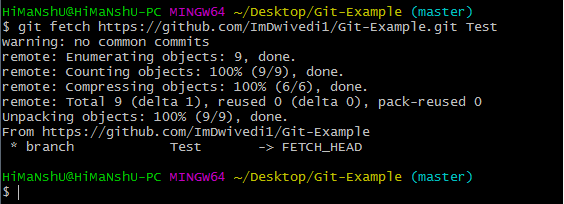 HiMaNshU@HiMaNshU-PC MINGW64 ~/Desktop/Git-Example (master)
$ git fetch https://github.com/ImDwivedi1/Git-Example.git Test
warning: no common commits
remote: Enumerating objects: 9, done.
remote: Counting objects: 100% (9/9), done.
remote: Compressing objects: 100% (6/6), done.
remote: Total 9 (delta 1), reused 0 (delta 0), pack-reused 0
Unpacking objects: 100% (9/9), done.
From https://github.com/ImDwivedi1/Git-Example
 * branch            Test       -> FETCH_HEAD
HiMaNshU@HiMaNshU-PC MINGW64 ~/Desktop/Git-Example (master)
$